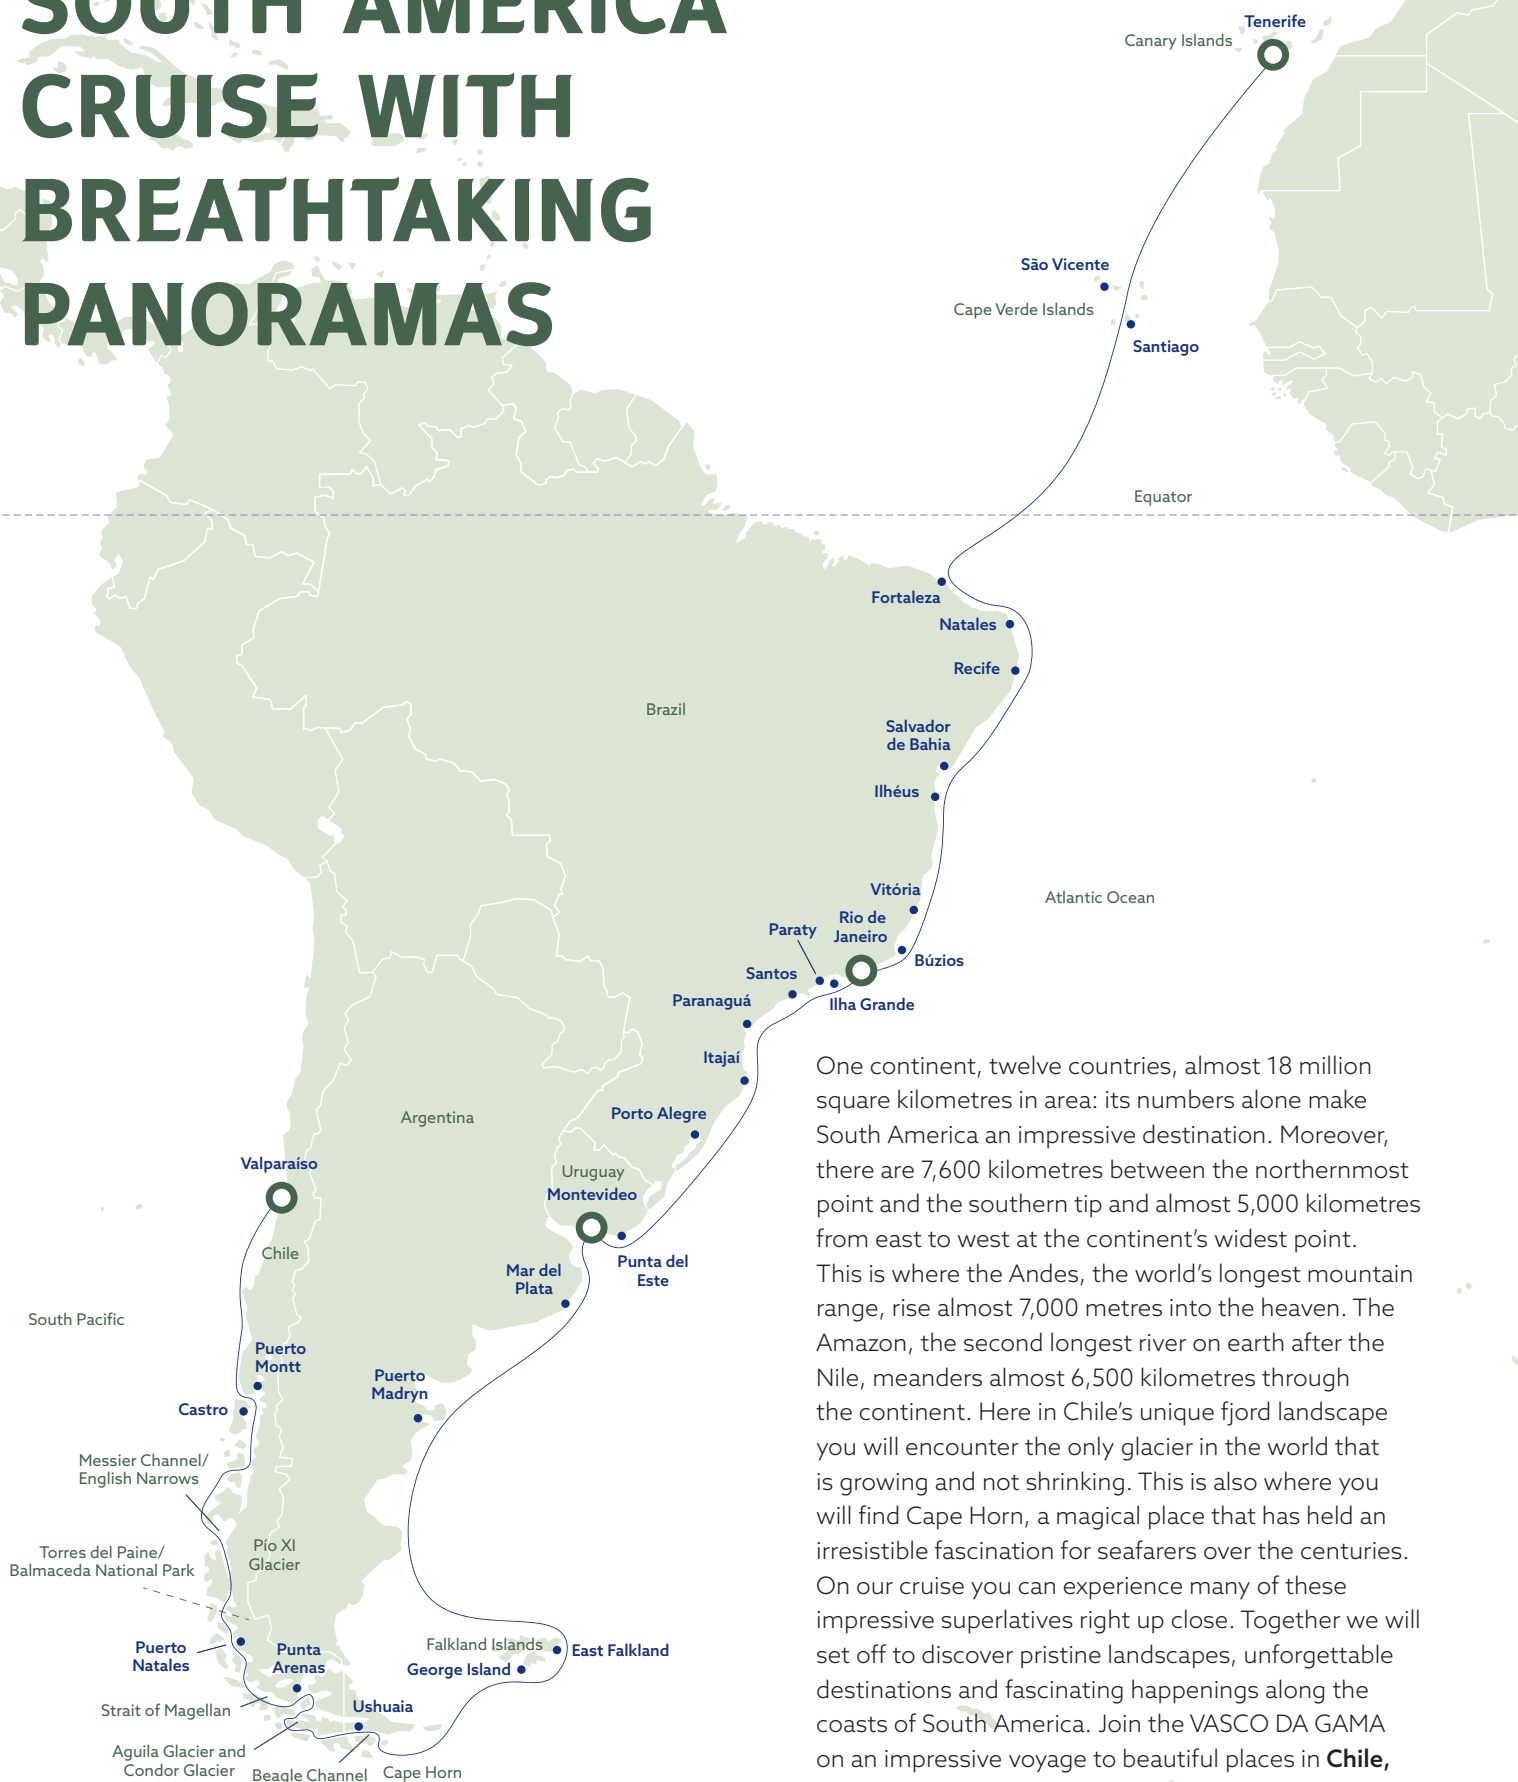 SOUTH AMERICA
CRUISE WITH
BREATHTAKING
PANORAMAS
Tenerife
Canary Islands
São Vicente
Cape Verde Islands
Santiago
Equator
Fortaleza
Natales
Recife
Brazil
Salvador
de Bahia
Ilhéus
Vitória
Atlantic Ocean
Rio de
Janeiro
Paraty
Búzios
Santos
Paranaguá
Ilha Grande
Itajaí
Porto Alegre
Argentina
Valparaíso
Uruguay
Montevideo
Chile
Punta del
Este
Mar del
Plata
South Pacific
Puerto
Montt
Puerto
Madryn
Castro
Messier Channel/
English Narrows
Pío XI
Glacier
Torres del Paine/
Balmaceda National Park
Puerto
Natales
Punta
Arenas
Falkland Islands
East Falkland
George Island
Strait of Magellan
Ushuaia
Aguila Glacier and
Condor Glacier
Beagle Channel
Cape Horn
One continent, twelve countries, almost 18 million
square kilometres in area: its numbers alone make
South America an impressive destination. Moreover,
there are 7,600 kilometres between the northernmost
point and the southern tip and almost 5,000 kilometres
from east to west at the continent’s widest point.
This is where the Andes, the world’s longest mountain
range, rise almost 7,000 metres into the heaven. The
Amazon, the second longest river on earth after the
Nile, meanders almost 6,500 kilometres through
the continent. Here in Chile’s unique fjord landscape
you will encounter the only glacier in the world that
is growing and not shrinking. This is also where you
will find Cape Horn, a magical place that has held an
irresistible fascination for seafarers over the centuries.
On our cruise you can experience many of these
impressive superlatives right up close. Together we will
set off to discover pristine landscapes, unforgettable
destinations and fascinating happenings along the
coasts of South America. Join the VASCO DA GAMA
on an impressive voyage to beautiful places in Chile,